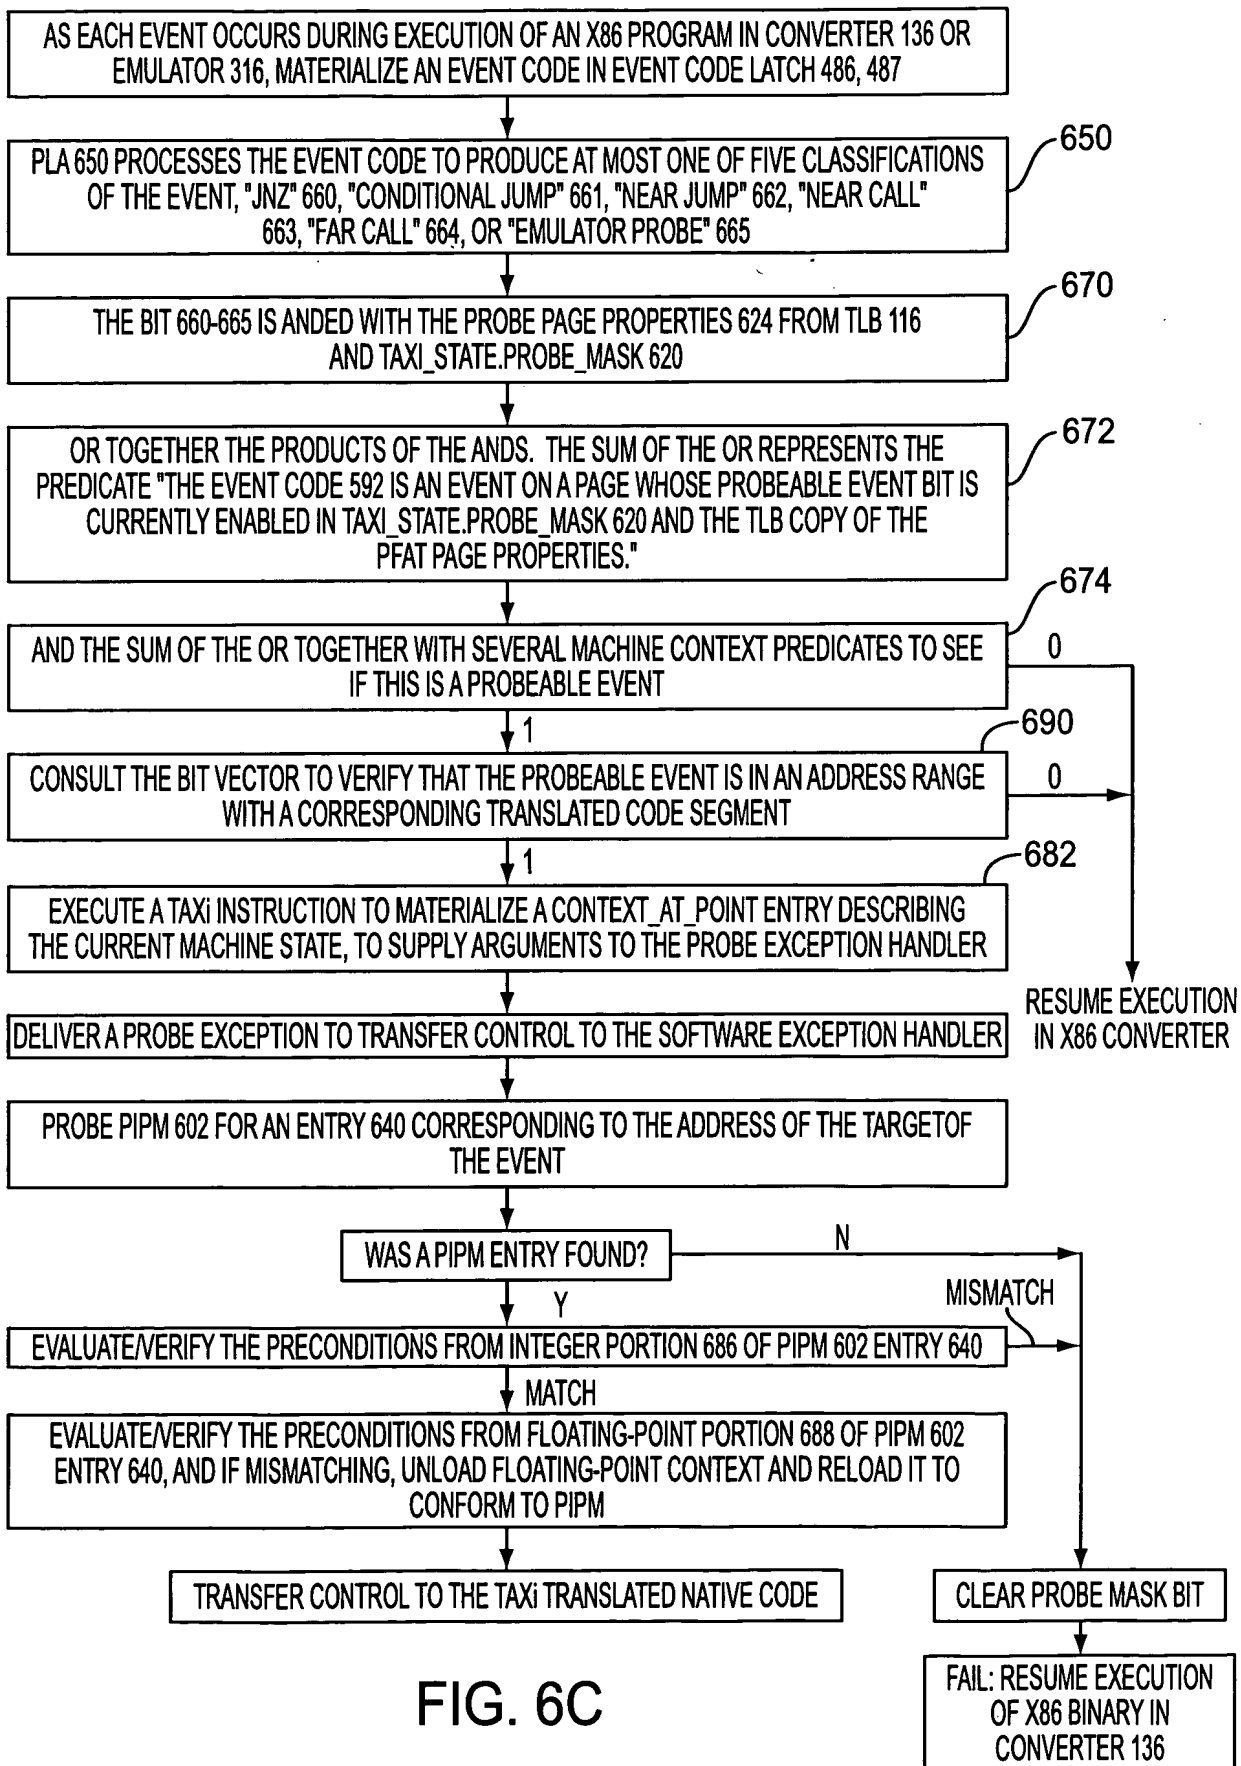 AS EACH EVENT OCCURS DURING EXECUTION OF AN X86 PROGRAM IN CONVERTER 136 OR
EMULATOR 316, MATERIALIZE AN EVENT CODE IN EVENT CODE LATCH 486, 487
650
PLA 650 PROCESSES THE EVENT CODE TO PRODUCE AT MOST ONE OF FIVE CLASSIFICATIONS
OF THE EVENT, "JNZ" 660, "CONDITIONAL JUMP" 661, "NEAR JUMP" 662, "NEAR CALL"
663, "FAR CALL" 664, OR "EMULATOR PROBE" 665
670
THE BIT 660-665 IS ANDED WITH THE PROBE PAGE PROPERTIES 624 FROM TLB 116
AND TAXI_STATE.PROBE_MASK 620
672
OR TOGETHER THE PRODUCTS OF THE ANDS. THE SUM OF THE OR REPRESENTS THE
PREDICATE "THE EVENT CODE 592 IS AN EVENT ON A PAGE WHOSE PROBEABLE EVENT BIT IS
CURRENTLY ENABLED IN TAXI_STATE.PROBE_MASK 620 AND THE TLB COPY OF THE
PFAT PAGE PROPERTIES."
674
AND THE SUM OF THE OR TOGETHER WITH SEVERAL MACHINE CONTEXT PREDICATES TO SEE
IF THIS IS A PROBEABLE EVENT
0
1
690
CONSULT THE BIT VECTOR TO VERIFY THAT THE PROBEABLE EVENT IS IN AN ADDRESS RANGE
WITH A CORRESPONDING TRANSLATED CODE SEGMENT
0
1
682
EXECUTE A TAXi INSTRUCTION TO MATERIALIZE A CONTEXT_AT_POINT ENTRY DESCRIBING
THE CURRENT MACHINE STATE, TO SUPPLY ARGUMENTS TO THE PROBE EXCEPTION HANDLER
RESUME EXECUTION
IN X86 CONVERTER
DELIVER A PROBE EXCEPTION TO TRANSFER CONTROL TO THE SOFTWARE EXCEPTION HANDLER
PROBE PIPM 602 FOR AN ENTRY 640 CORRESPONDING TO THE ADDRESS OF THE TARGETOF
THE EVENT
WAS A PIPM ENTRY FOUND?
N
Y
MISMATCH
EVALUATE/VERIFY THE PRECONDITIONS FROM INTEGER PORTION 686 OF PIPM 602 ENTRY 640
MATCH
EVALUATE/VERIFY THE PRECONDITIONS FROM FLOATING-POINT PORTION 688 OF PIPM 602
ENTRY 640, AND IF MISMATCHING, UNLOAD FLOATING-POINT CONTEXT AND RELOAD IT TO
CONFORM TO PIPM
TRANSFER CONTROL TO THE TAXi TRANSLATED NATIVE CODE
CLEAR PROBE MASK BIT
FAIL: RESUME EXECUTION
OF X86 BINARY IN
CONVERTER 136
FIG. 6C